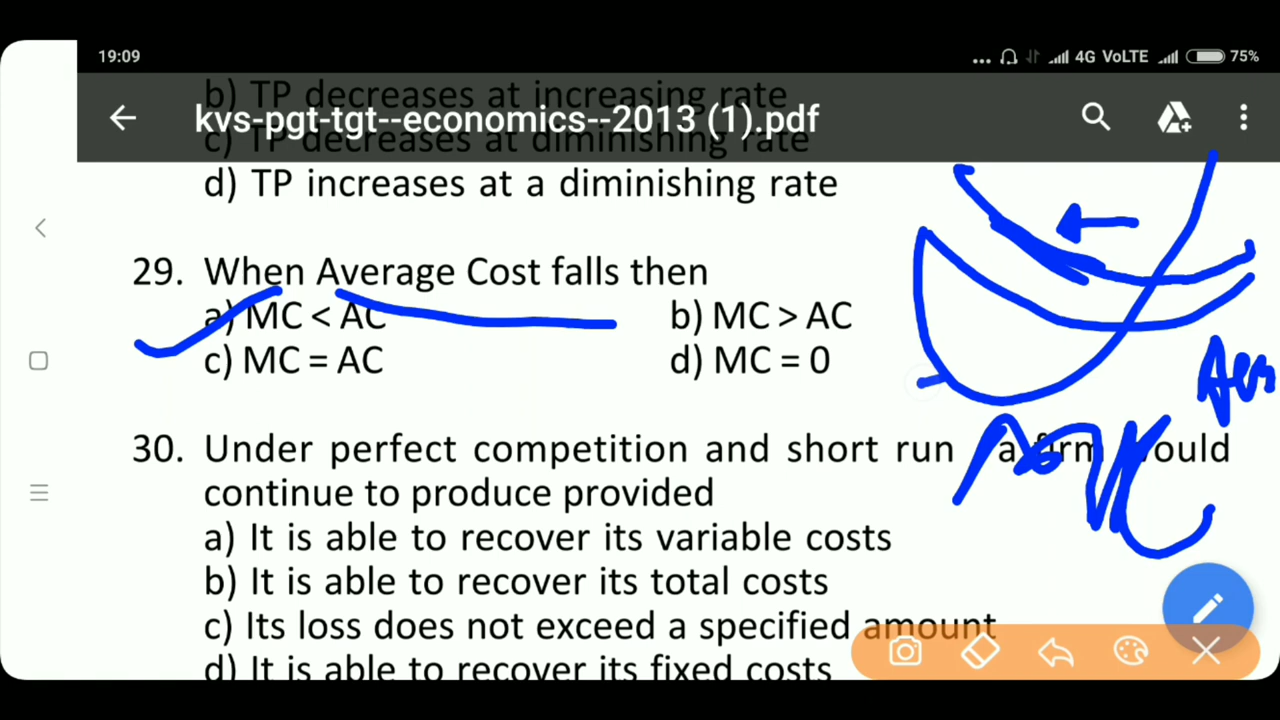 19:09 ... 4G VoLTE 75%
b) TP decreases at increasing rate
kvs-pgt-tgt--economics--2013 (1).pdf
c) TP decreases at diminishing rate
d) TP increases at a diminishing rate
29. When Average Cost falls then
a) MC < AC b) MC > AC
c) MC = AC d) MC = 0
30. Under perfect competition and short run a firm would
continue to produce provided
a) It is able to recover its variable costs
b) It is able to recover its total costs
c) Its loss does not exceed a specified amount
d) It is able to recover its fixed costs